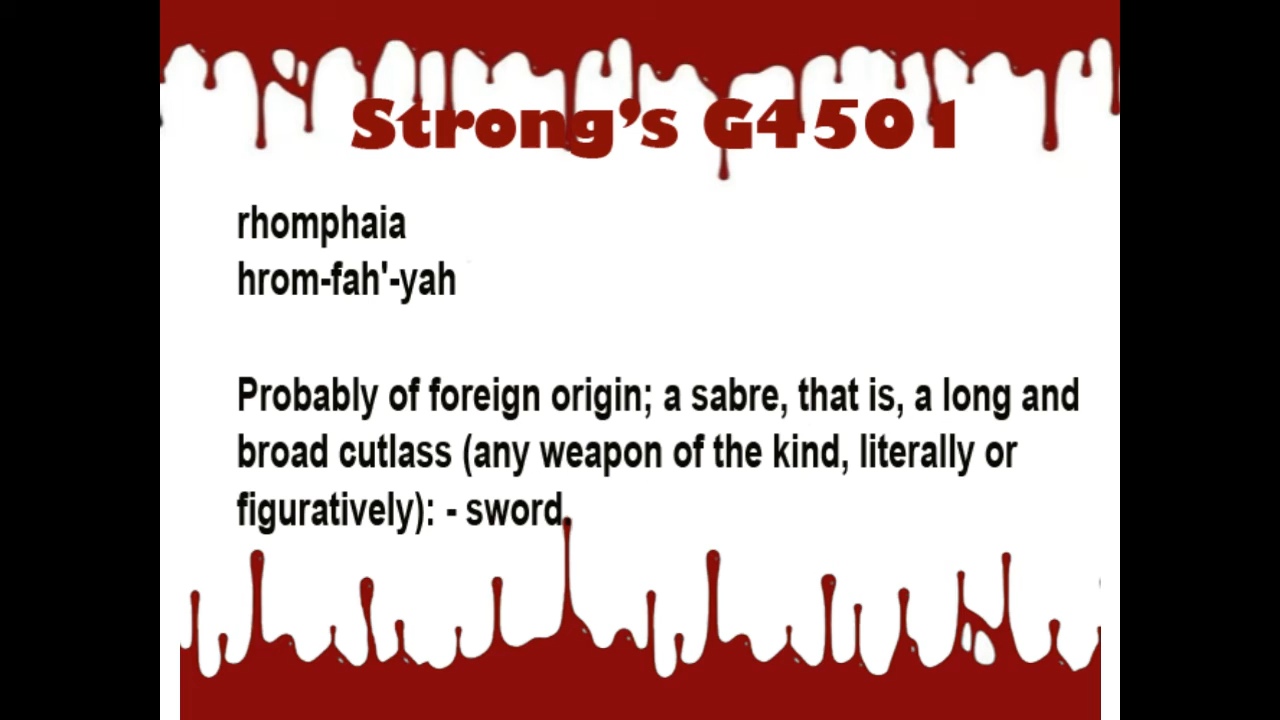 Strong’s G4501
rhomphaia
hrom-fah'-yah
Probably of foreign origin; a sabre, that is, a long and
broad cutlass (any weapon of the kind, literally or
figuratively): - sword.